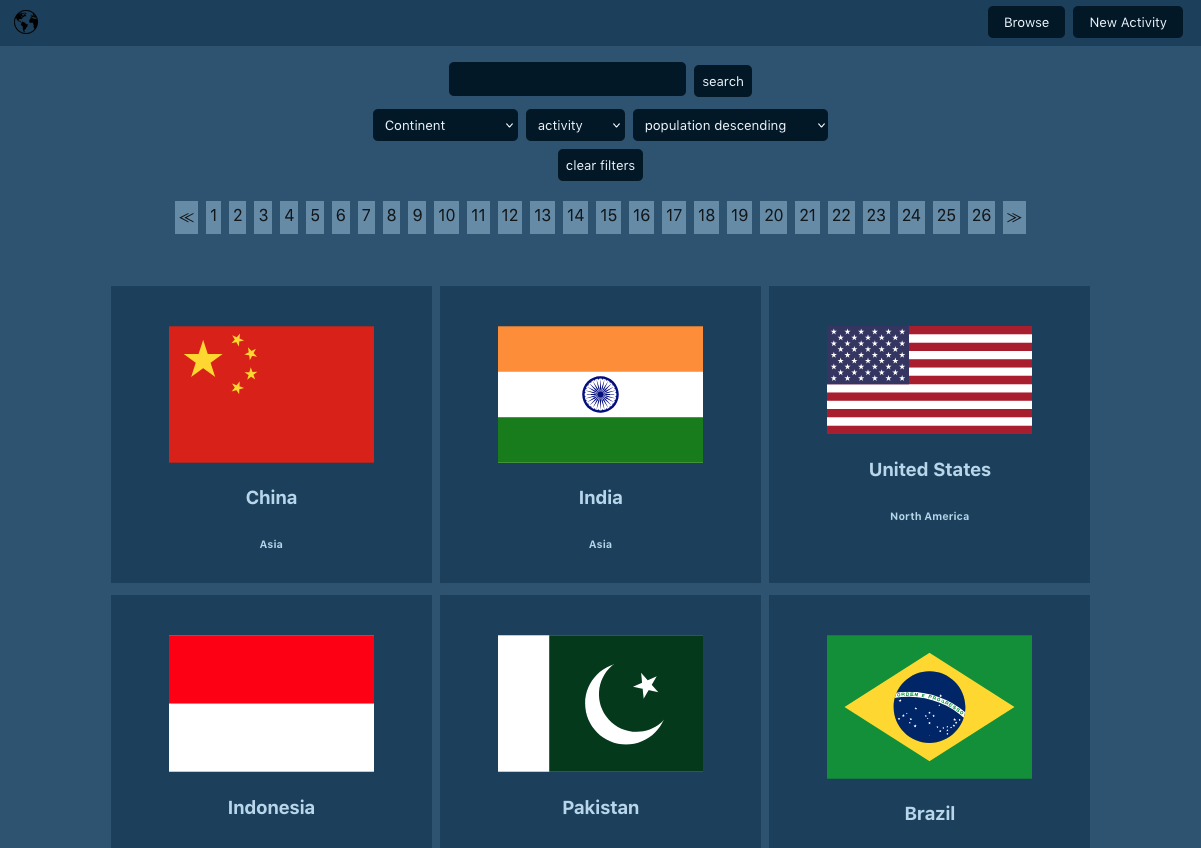 Browse New Activity
search
Continent activity population descending
clear filters
≪ 1 2 3 4 5 6 7 8 9 10 11 12 13 14 15 16 17 18 19 20 21 22 23 24 25 26 ≫
China India United States
Asia Asia North America
ORDEM E PROGRESSO
Indonesia Pakistan Brazil